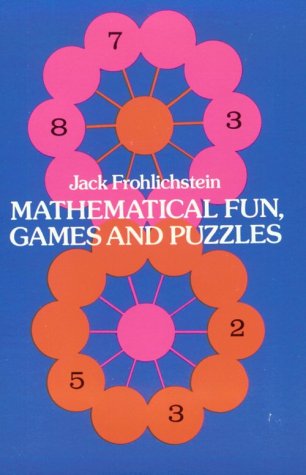 7
8
3
Jack Frohlichstein
MATHEMATICAL FUN,
GAMES AND PUZZLES
2
5
3